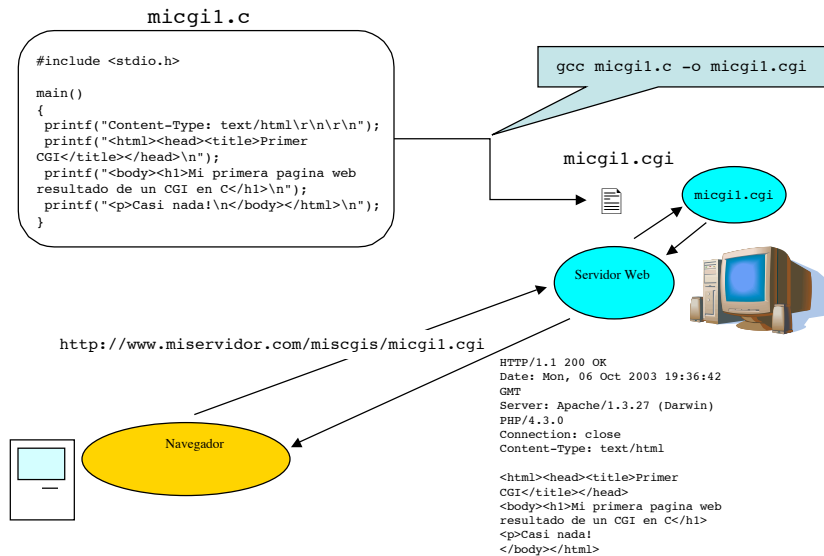 micgi1.c
#include <stdio.h>
main()
{
printf("Content-Type: text/html\r\n\r\n");
printf("<html><head><title>Primer
CGI</title></head>\n");
printf("<body><h1>Mi primera pagina web
resultado de un CGI en C</h1>\n");
printf("<p>Casi nada!\n</body></html>\n");
}
gcc micgi1.c -o micgi1.cgi
micgi1.cgi
micgi1.cgi
Servidor Web
http://www.miservidor.com/miscgis/micgi1.cgi
Navegador
HTTP/1.1 200 OK
Date: Mon, 06 Oct 2003 19:36:42
GMT
Server: Apache/1.3.27 (Darwin)
PHP/4.3.0
Connection: close
Content-Type: text/html
<html><head><title>Primer
CGI</title></head>
<body><h1>Mi primera pagina web
resultado de un CGI en C</h1>
<p>Casi nada!
</body></html>